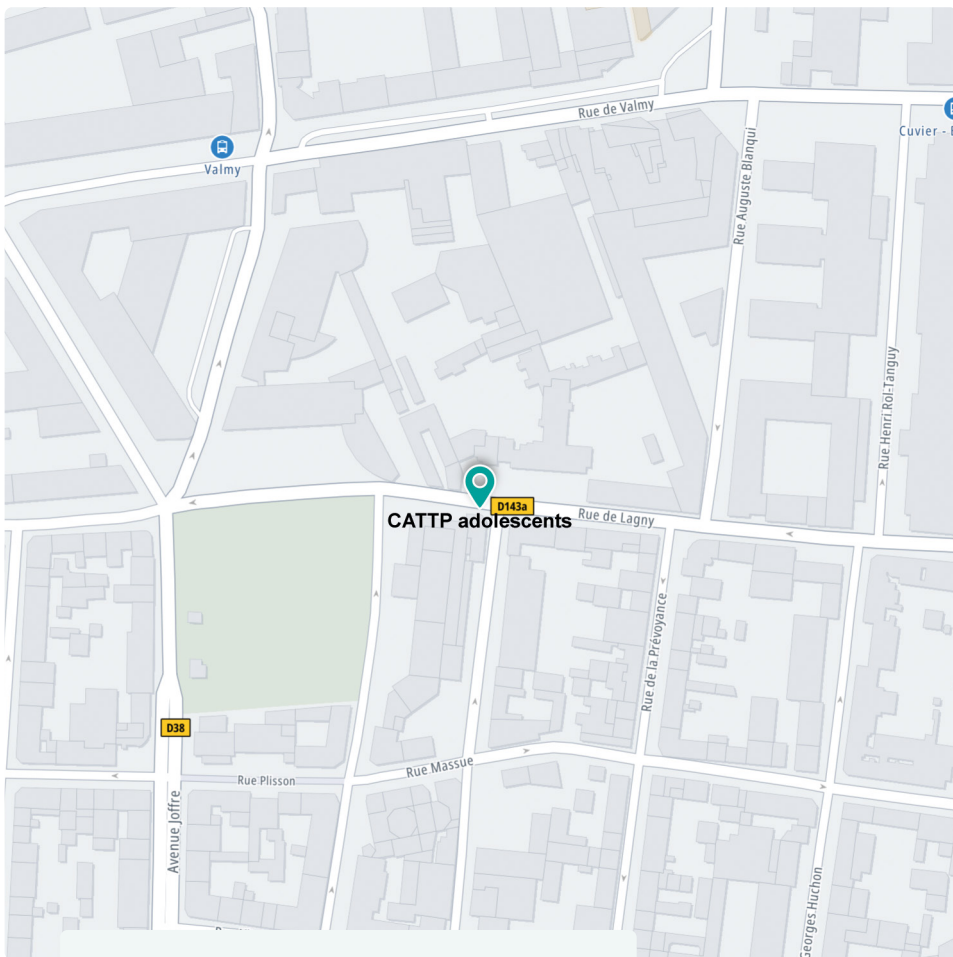 Rue de Valmy
Valmy
Cuvier -
Rue Auguste Blanqui
Rue Henri Rol-Tanguy
D143a
CATTP adolescents
Rue de Lagny
Rue de la Prévoyance
D38
Rue Massue
Rue Plisson
Avenue Joffre
Georges Huchon